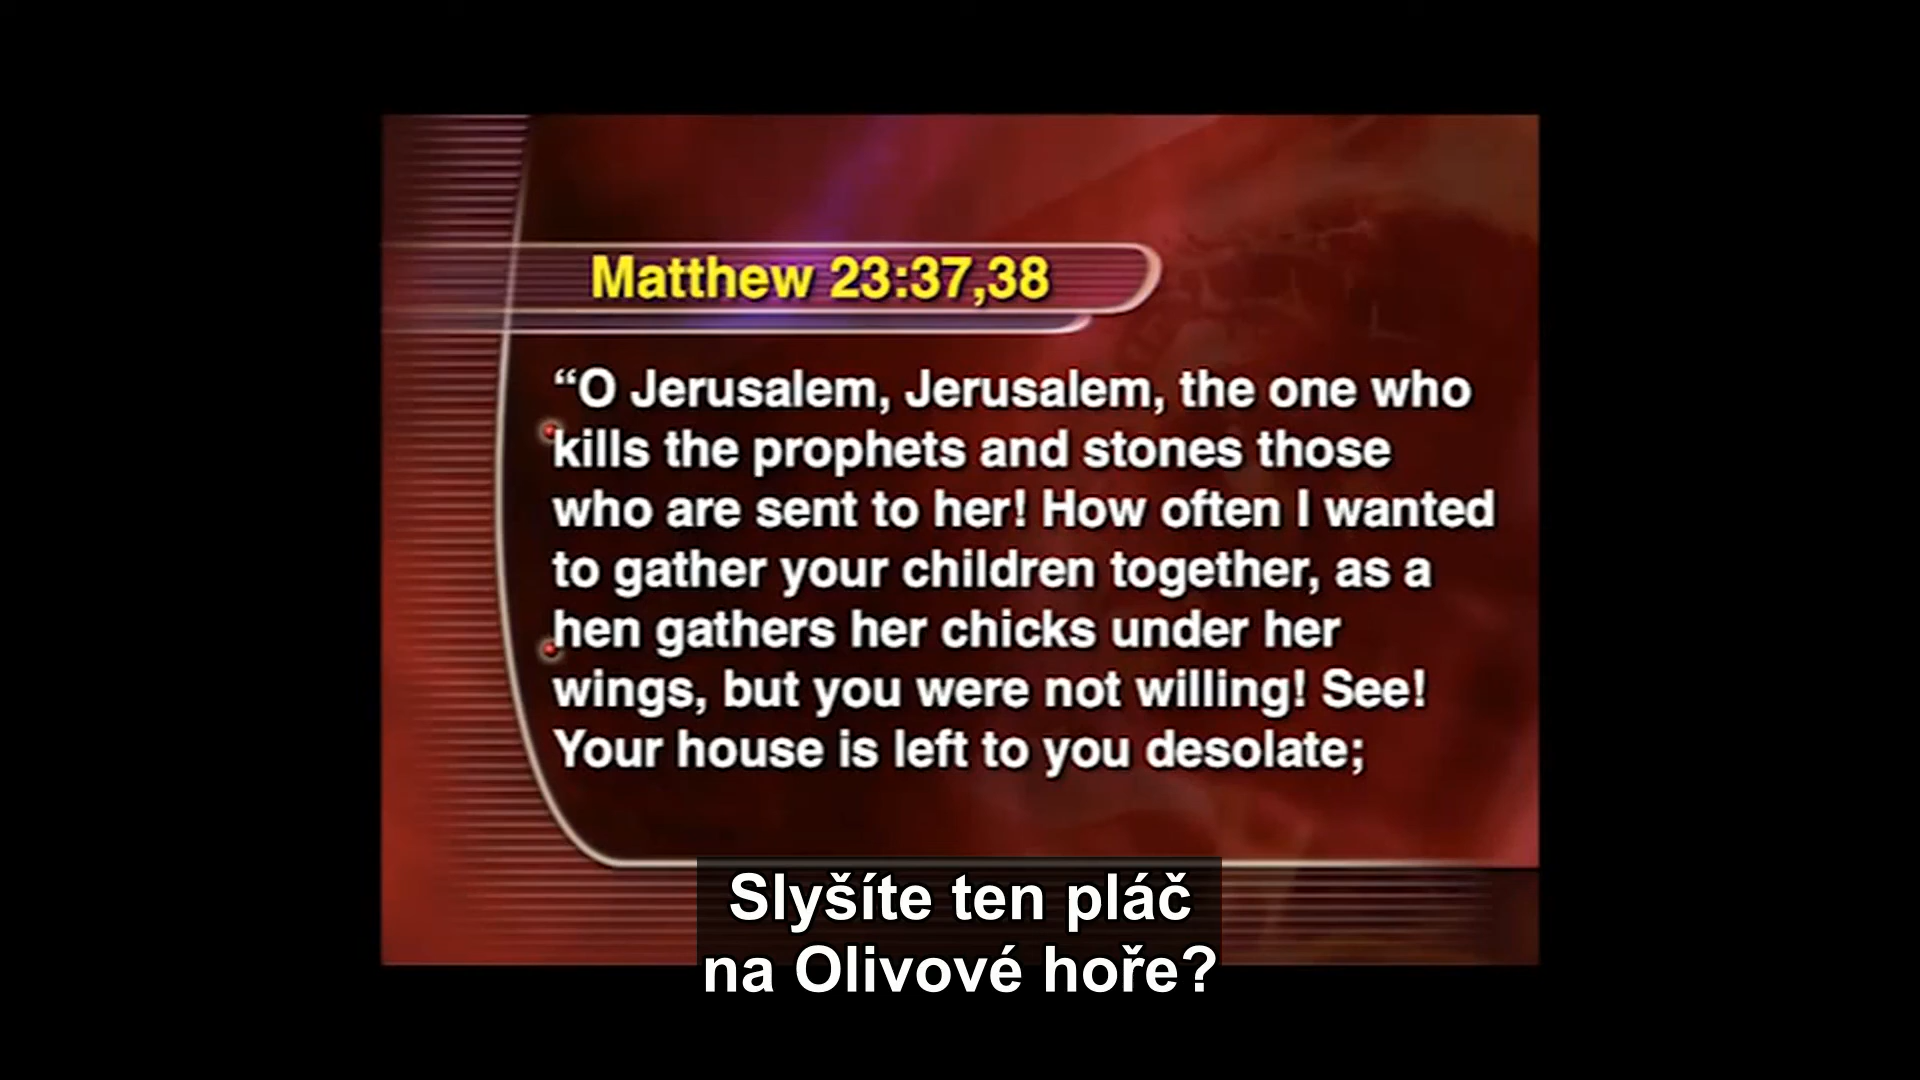 Matthew 23:37,38
“O Jerusalem, Jerusalem, the one who
kills the prophets and stones those
who are sent to her! How often I wanted
to gather your children together, as a
hen gathers her chicks under her
wings, but you were not willing! See!
Your house is left to you desolate;
Slyšíte ten pláč
na Olivové hoře?